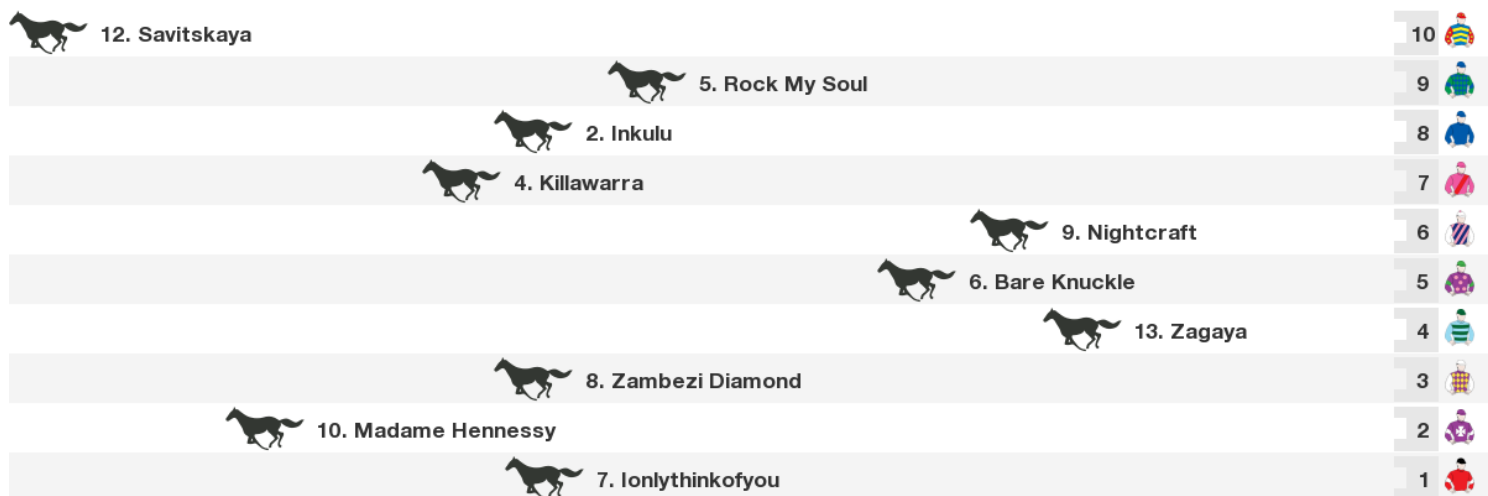 12. Savitskaya 10
5. Rock My Soul 9
2. Inkulu 8
4. Killawarra 7
9. Nightcraft 6
6. Bare Knuckle 5
13. Zagaya 4
8. Zambezi Diamond 3
10. Madame Hennessy 2
7. Ionlythinkofyou 1